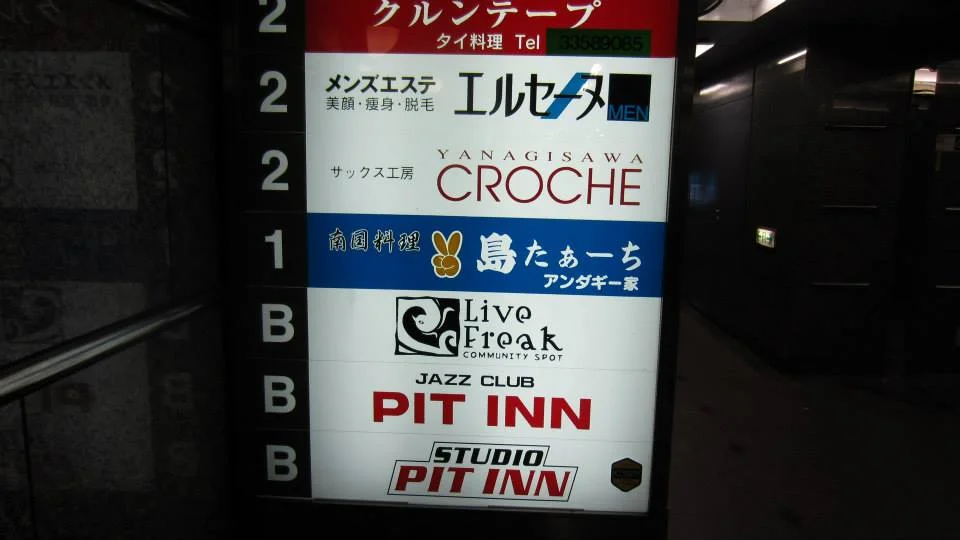 2 クルンテープ
タイ料理 Tel 33589085
2 メンズエステ エルセーヌ MEN
美顔・痩身・脱毛
2 サックス工房 YANAGISAWA
CROCHE
1 南国料理 島たぁーち
アンダギー家
B Live
Freak
COMMUNITY SPOT
B JAZZ CLUB
PIT INN
B STUDIO
PIT INN